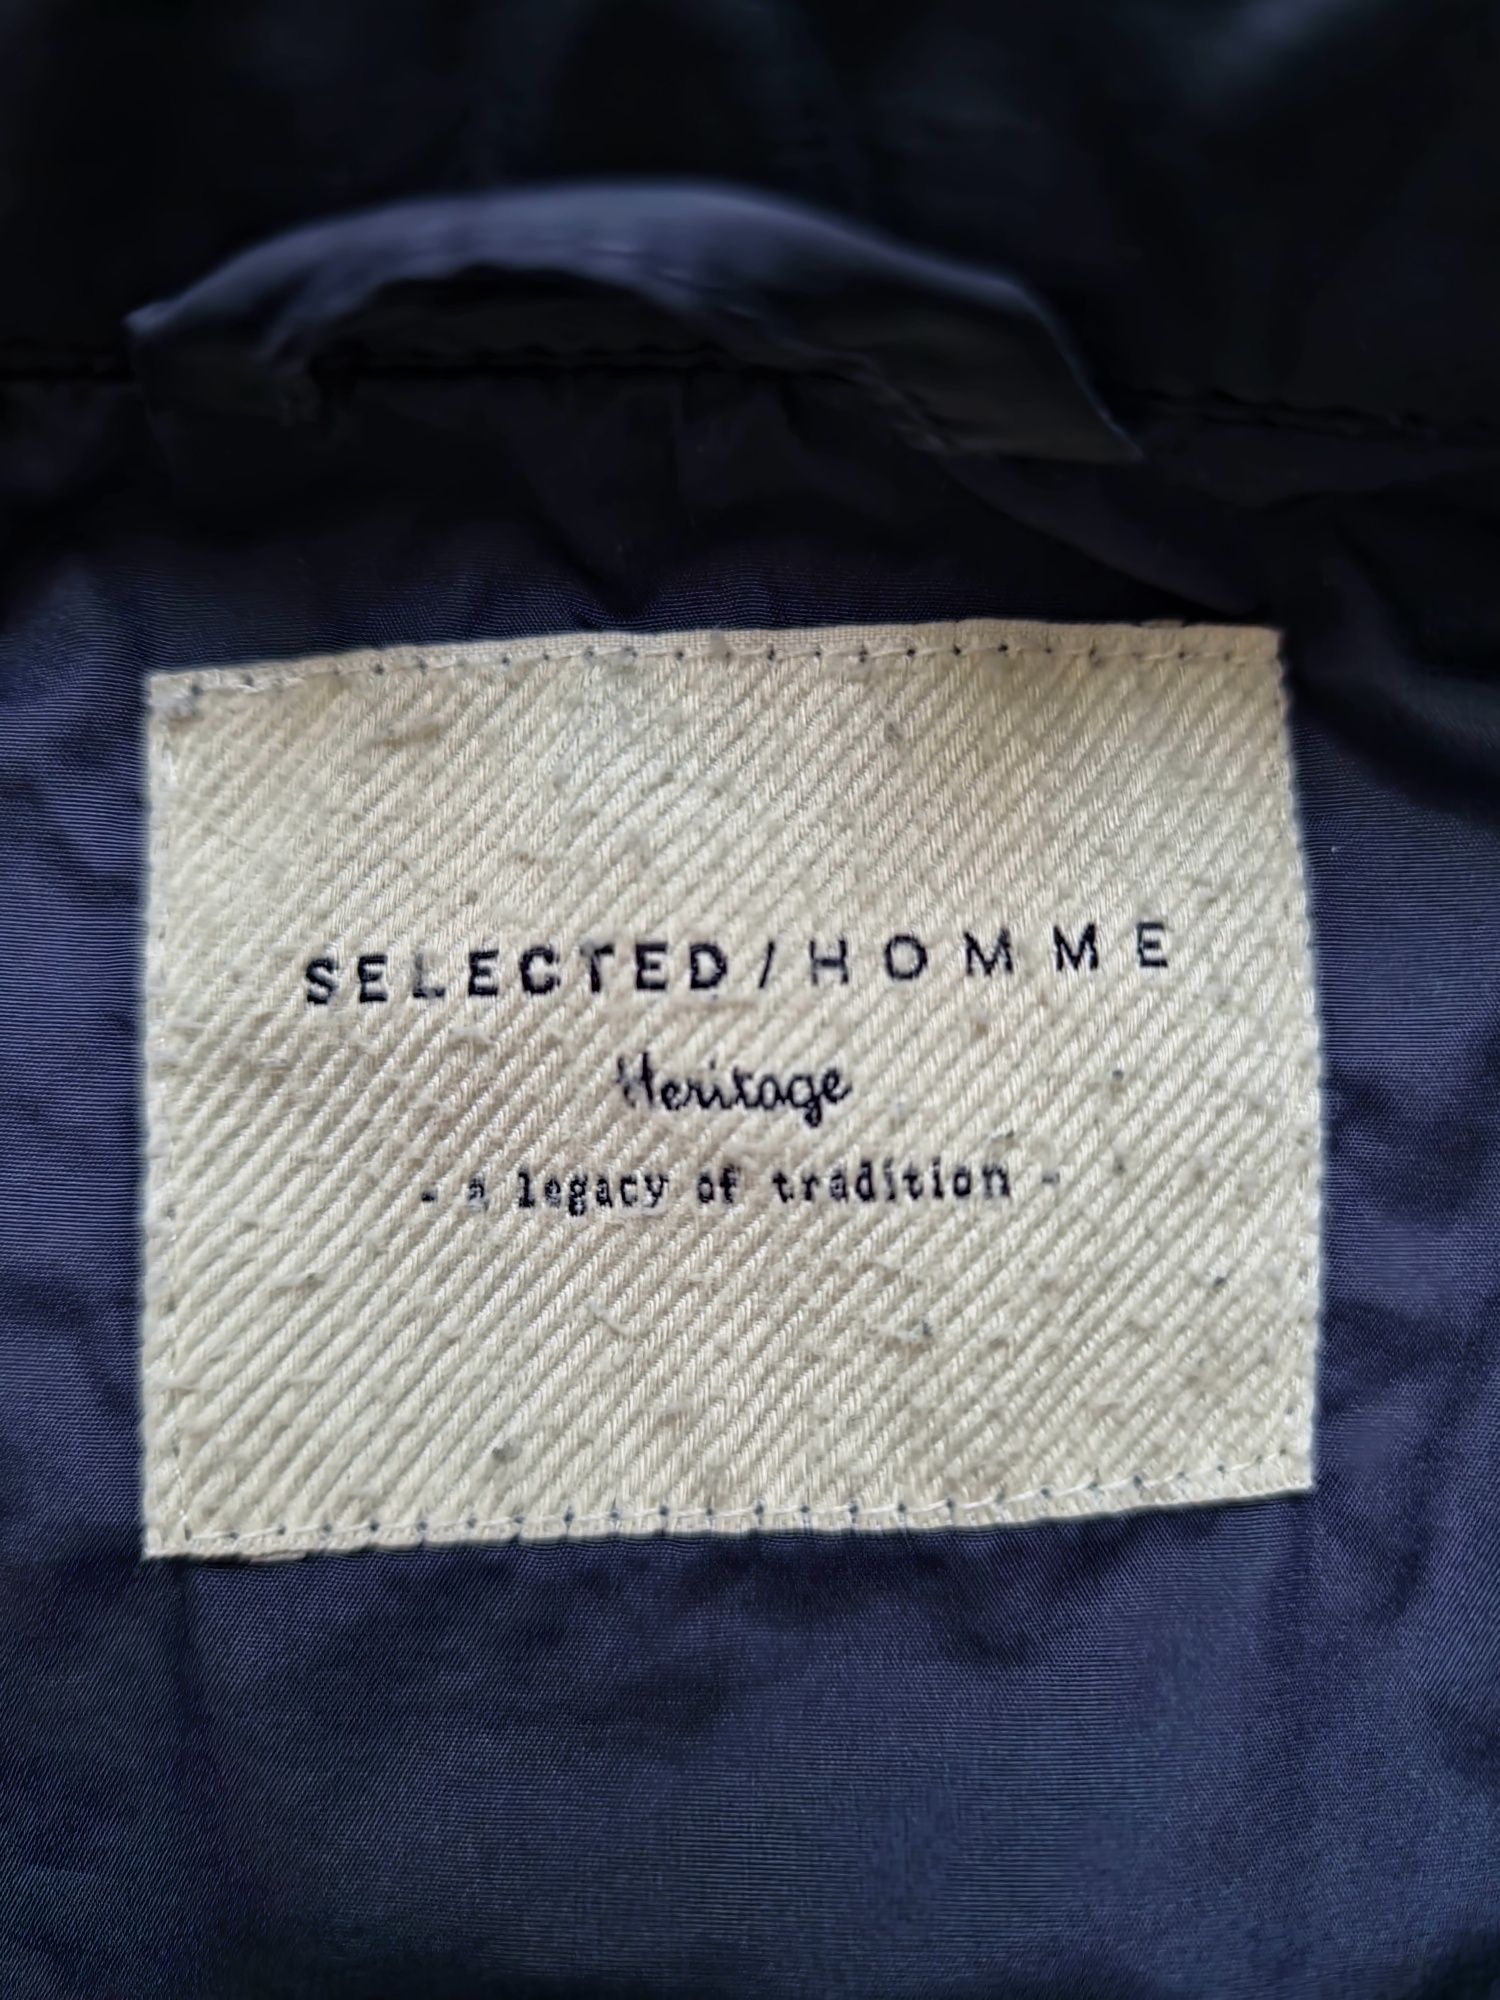 SELECTED/HOMME
Heritage
- a legacy of tradition -